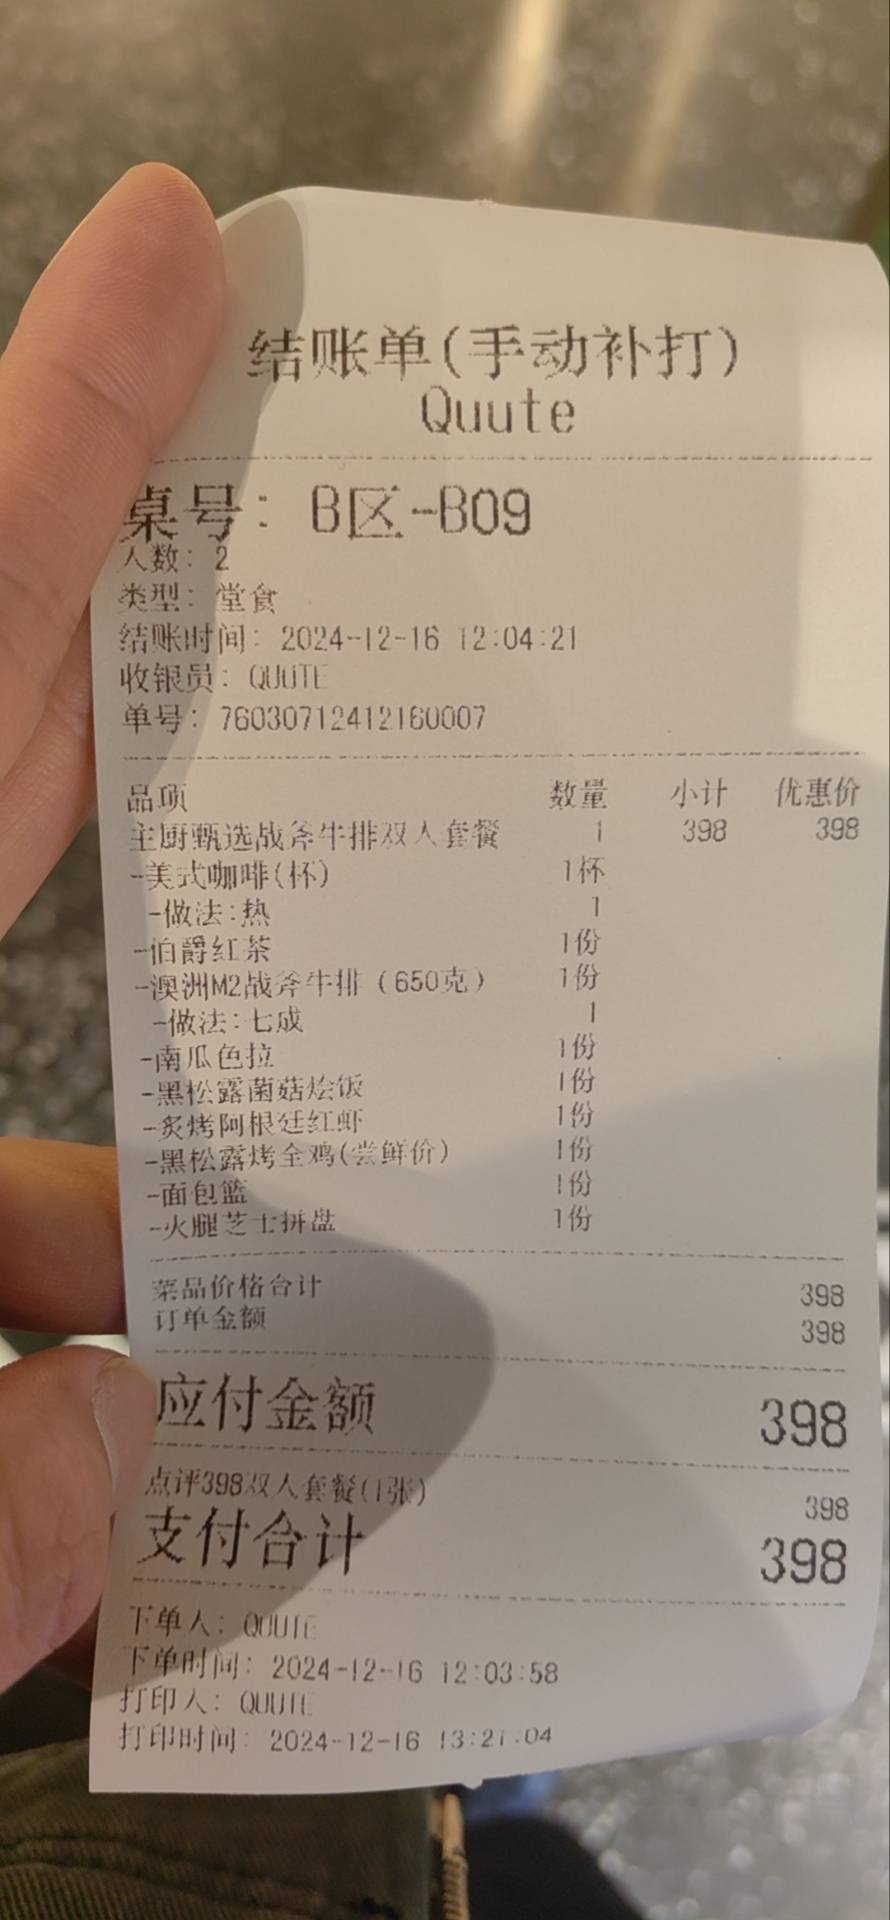 结账单(手动补打)
Quute
桌号: B区-B09
人数: 2
类型: 堂食
结账时间: 2024-12-16 12:04:21
收银员: QUUTE
单号: 76030712412160007
品项 数量 小计 优惠价
主厨甄选战斧牛排双人套餐 1 398 398
-美式咖啡(杯) 1杯
-做法:热 1
-伯爵红茶 1份
-澳洲M2战斧牛排（650克） 1份
-做法:七成 1
-南瓜色拉 1份
-黑松露菌菇烩饭 1份
-炙烤阿根廷红虾 1份
-黑松露烤全鸡(尝鲜价) 1份
-面包篮 1份
-火腿芝士拼盘 1份
菜品价格合计 398
订单金额 398
应付金额 398
点评398双人套餐(1张) 398
支付合计 398
下单人: QUUTE
下单时间: 2024-12-16 12:03:58
打印人: QUUTE
打印时间: 2024-12-16 13:21:04